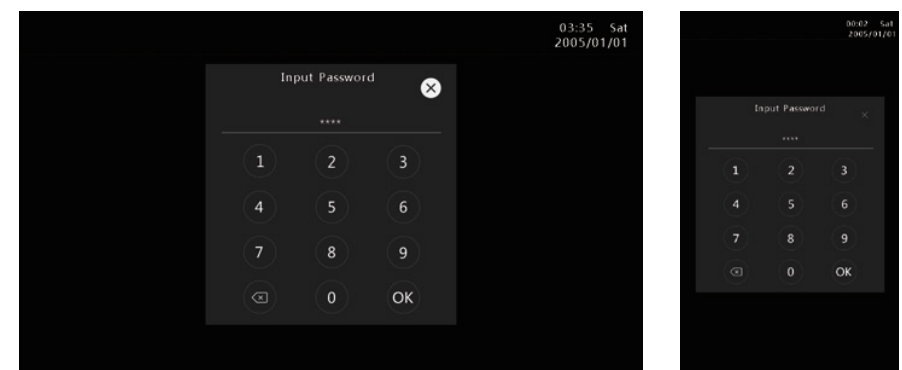 03:35 Sat
2005/01/01
Input Password
****
1 2 3
4 5 6
7 8 9
0 OK
00:02 Sat
2005/01/01
Input Password
****
1 2 3
4 5 6
7 8 9
0 OK